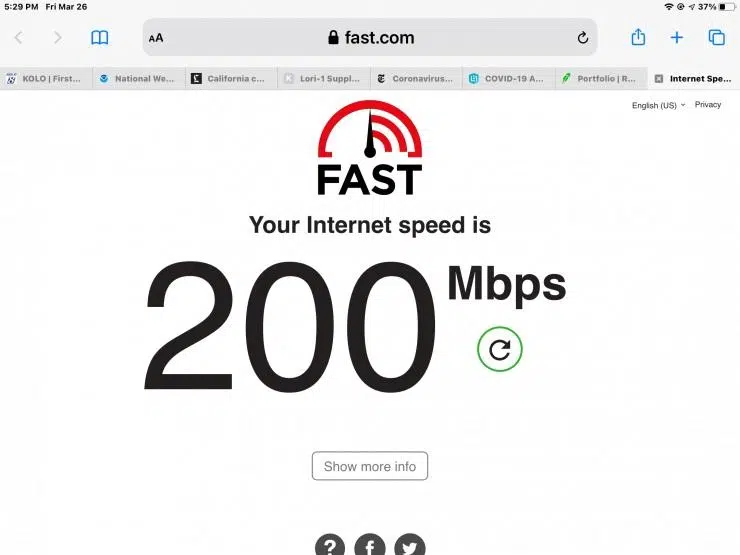 5:29 PM Fri Mar 26 37%
AA fast.com
KOLO | First... National We... California c... Lori-1 Suppl... Coronavirus... COVID-19 A... Portfolio | R... Internet Spe...
English (US) Privacy
FAST
Your Internet speed is
200 Mbps
Show more info
?